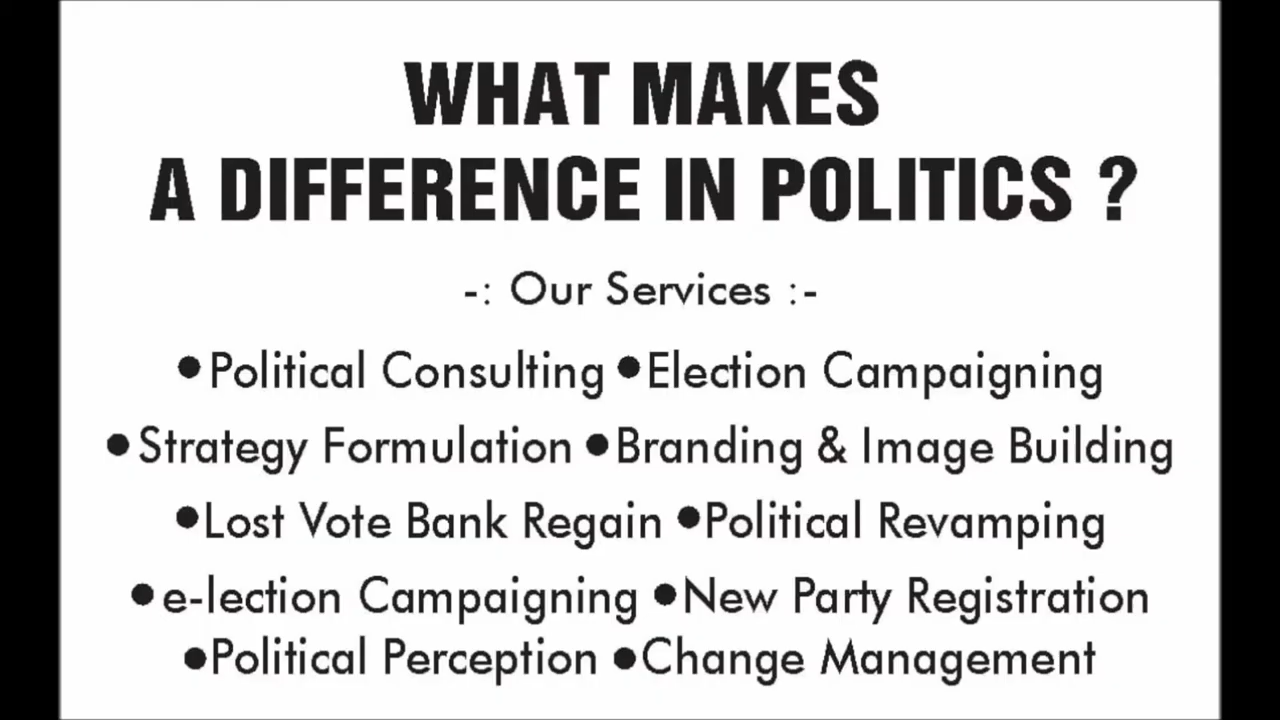 WHAT MAKES
A DIFFERENCE IN POLITICS ?
-: Our Services :-
•Political Consulting •Election Campaigning
•Strategy Formulation •Branding & Image Building
•Lost Vote Bank Regain •Political Revamping
•e-lection Campaigning •New Party Registration
•Political Perception •Change Management